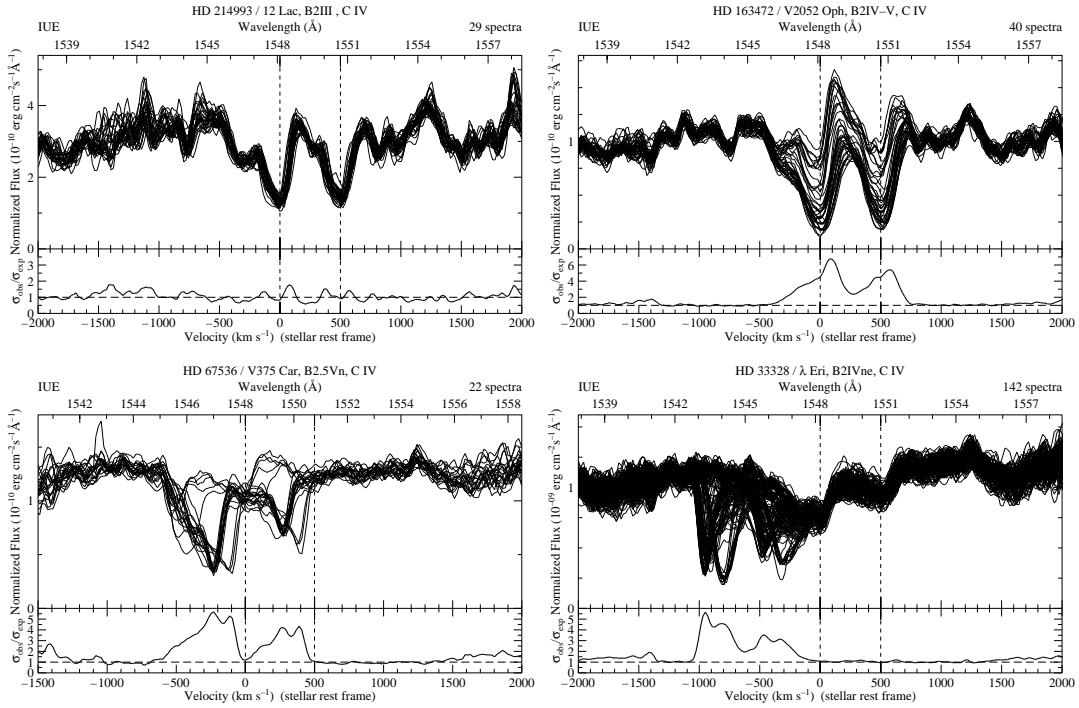 HD 214993 / 12 Lac, B2III , C IV
IUE Wavelength (Å) 29 spectra
1539 1542 1545 1548 1551 1554 1557
Normalized Flux (10⁻¹⁰ erg cm⁻²s⁻¹Å⁻¹)
4
2
0
σobs/σexp
3
2
1
0
−2000 −1500 −1000 −500 0 500 1000 1500 2000
Velocity (km s⁻¹) (stellar rest frame)
HD 163472 / V2052 Oph, B2IV−V, C IV
IUE Wavelength (Å) 40 spectra
1539 1542 1545 1548 1551 1554 1557
Normalized Flux (10⁻¹⁰ erg cm⁻²s⁻¹Å⁻¹)
1
0
σobs/σexp
6
4
2
0
−2000 −1500 −1000 −500 0 500 1000 1500 2000
Velocity (km s⁻¹) (stellar rest frame)
HD 67536 / V375 Car, B2.5Vn, C IV
IUE Wavelength (Å) 22 spectra
1542 1544 1546 1548 1550 1552 1554 1556 1558
Normalized Flux (10⁻¹⁰ erg cm⁻²s⁻¹Å⁻¹)
1
0
σobs/σexp
5
4
3
2
1
0
−1500 −1000 −500 0 500 1000 1500 2000
Velocity (km s⁻¹) (stellar rest frame)
HD 33328 / λ Eri, B2IVne, C IV
IUE Wavelength (Å) 142 spectra
1539 1542 1545 1548 1551 1554 1557
Normalized Flux (10⁻⁰⁹ erg cm⁻²s⁻¹Å⁻¹)
1
0
σobs/σexp
5
4
3
2
1
0
−2000 −1500 −1000 −500 0 500 1000 1500 2000
Velocity (km s⁻¹) (stellar rest frame)